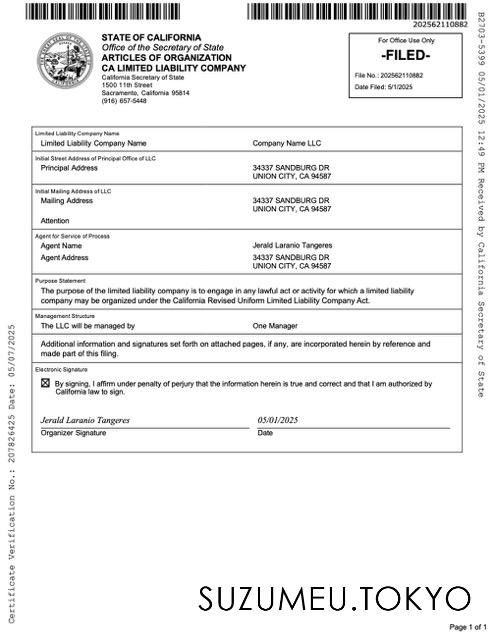 202562110882
STATE OF CALIFORNIA
Office of the Secretary of State
ARTICLES OF ORGANIZATION
CA LIMITED LIABILITY COMPANY
California Secretary of State
1500 11th Street
Sacramento, California 95814
(916) 657-5448
For Office Use Only
-FILED-
File No.: 202562110882
Date Filed: 5/1/2025
B2703-5399 05/01/2025 12:49 PM Received by California Secretary of State
Limited Liability Company Name
Limited Liability Company Name Company Name LLC
Initial Street Address of Principal Office of LLC
Principal Address 34337 SANDBURG DR
UNION CITY, CA 94587
Initial Mailing Address of LLC
Mailing Address 34337 SANDBURG DR
UNION CITY, CA 94587
Attention
Agent for Service of Process
Agent Name Jerald Laranio Tangeres
Agent Address 34337 SANDBURG DR
UNION CITY, CA 94587
Purpose Statement
The purpose of the limited liability company is to engage in any lawful act or activity for which a limited liability
company may be organized under the California Revised Uniform Limited Liability Company Act.
Management Structure
The LLC will be managed by One Manager
Additional information and signatures set forth on attached pages, if any, are incorporated herein by reference and
made part of this filing.
Electronic Signature
By signing, I affirm under penalty of perjury that the information herein is true and correct and that I am authorized by
California law to sign.
Jerald Laranio Tangeres 05/01/2025
Organizer Signature Date
Certificate Verification No.: 207826425 Date: 05/07/2025
SUZUMEU.TOKYO
Page 1 of 1